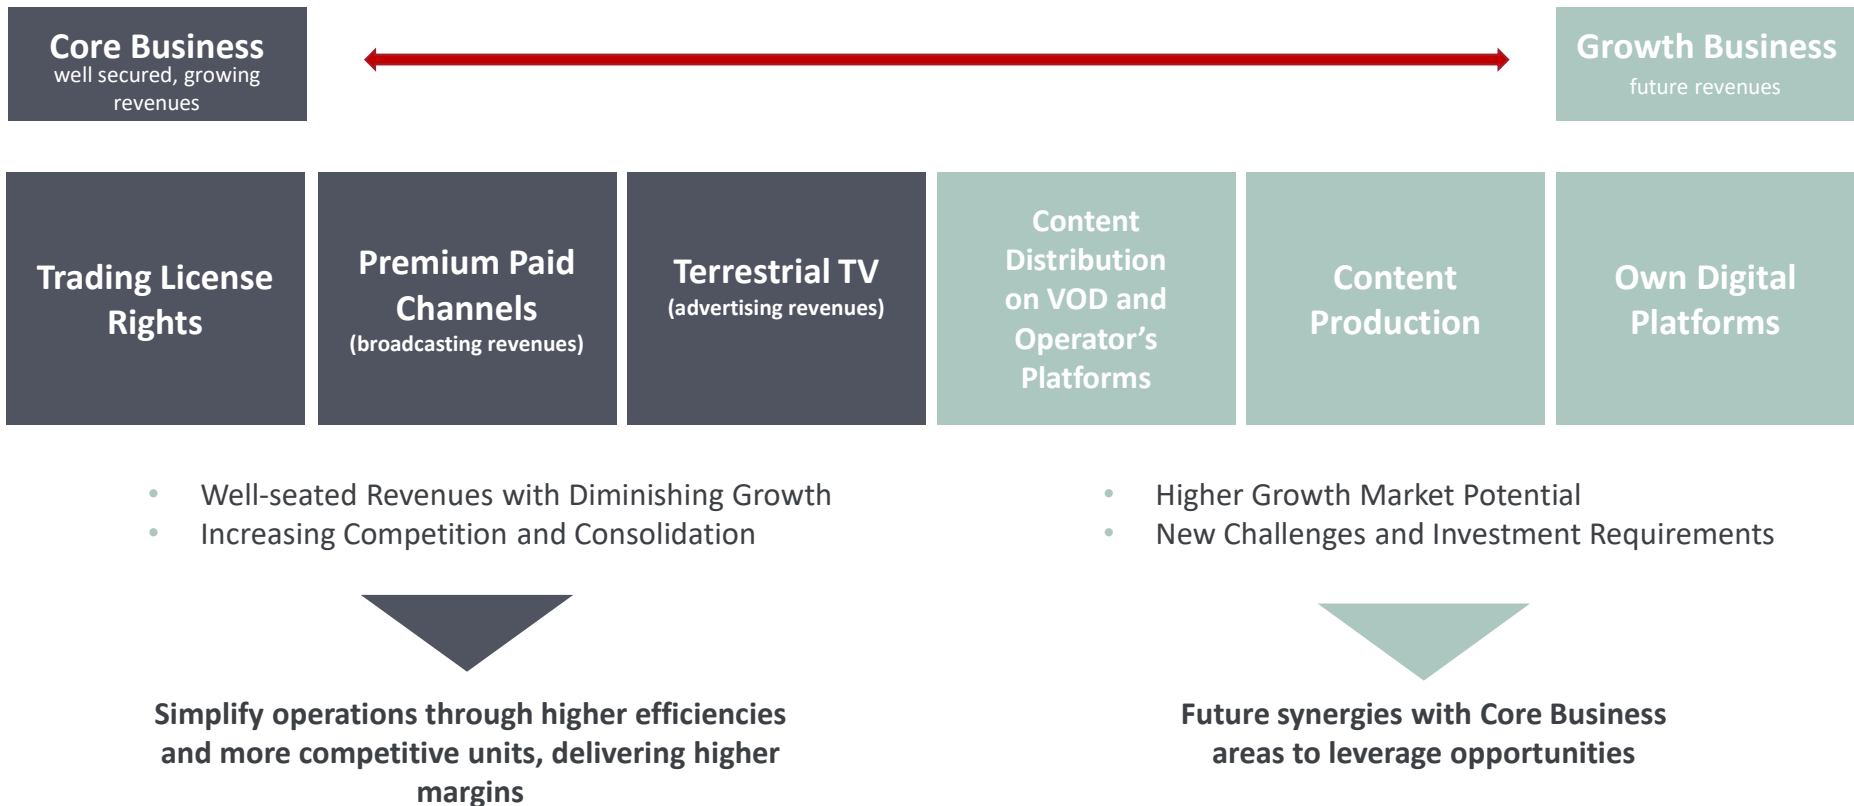 Core Business
well secured, growing
revenues
Growth Business
future revenues
Trading License
Rights
Premium Paid
Channels
(broadcasting revenues)
Terrestrial TV
(advertising revenues)
Content
Distribution
on VOD and
Operator’s
Platforms
Content
Production
Own Digital
Platforms
• Well-seated Revenues with Diminishing Growth
• Increasing Competition and Consolidation
• Higher Growth Market Potential
• New Challenges and Investment Requirements
Simplify operations through higher efficiencies
and more competitive units, delivering higher
margins
Future synergies with Core Business
areas to leverage opportunities